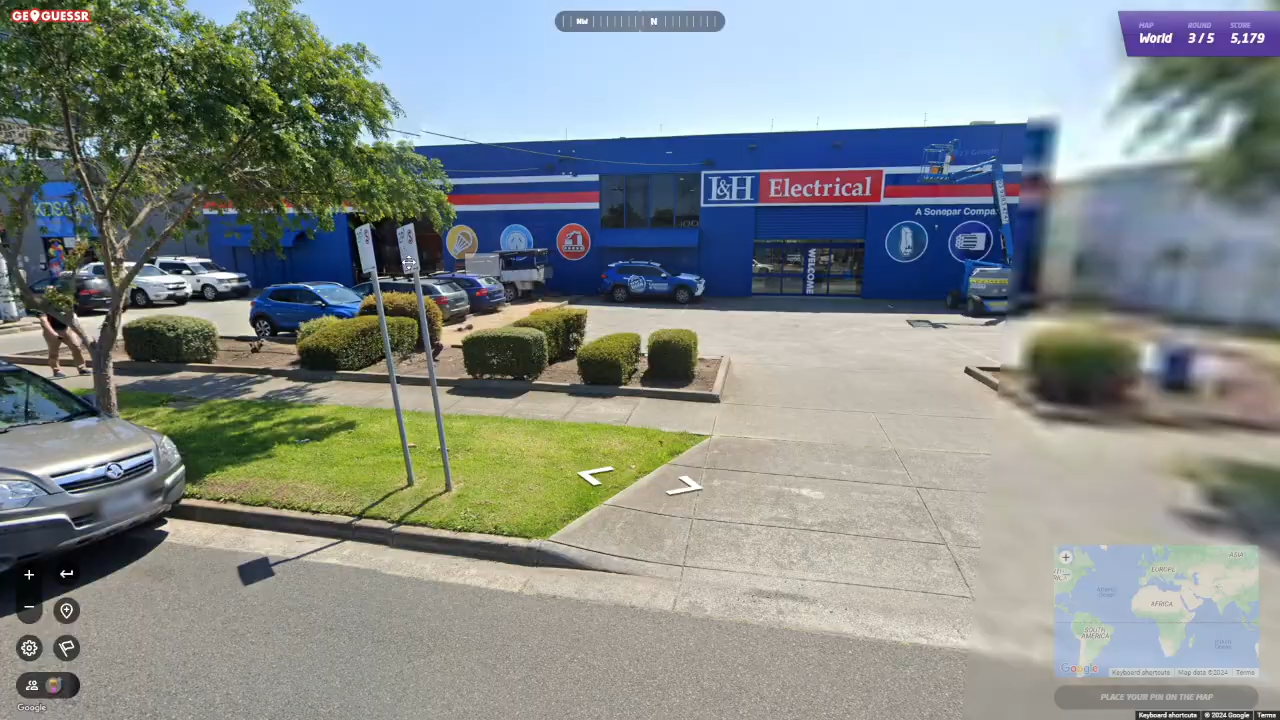 GEOGUESSR
NW N
MAP ROUND SCORE
World 3 / 5 5,179
L&H Electrical
A Sonepar Compa
WELCOME
ASIA
EUROPE
AFRICA
SOUTH
AMERICA
Google
Keyboard shortcuts Map data ©2024 Terms
PLACE YOUR PIN ON THE MAP
Google
Keyboard shortcuts © 2024 Google Terms